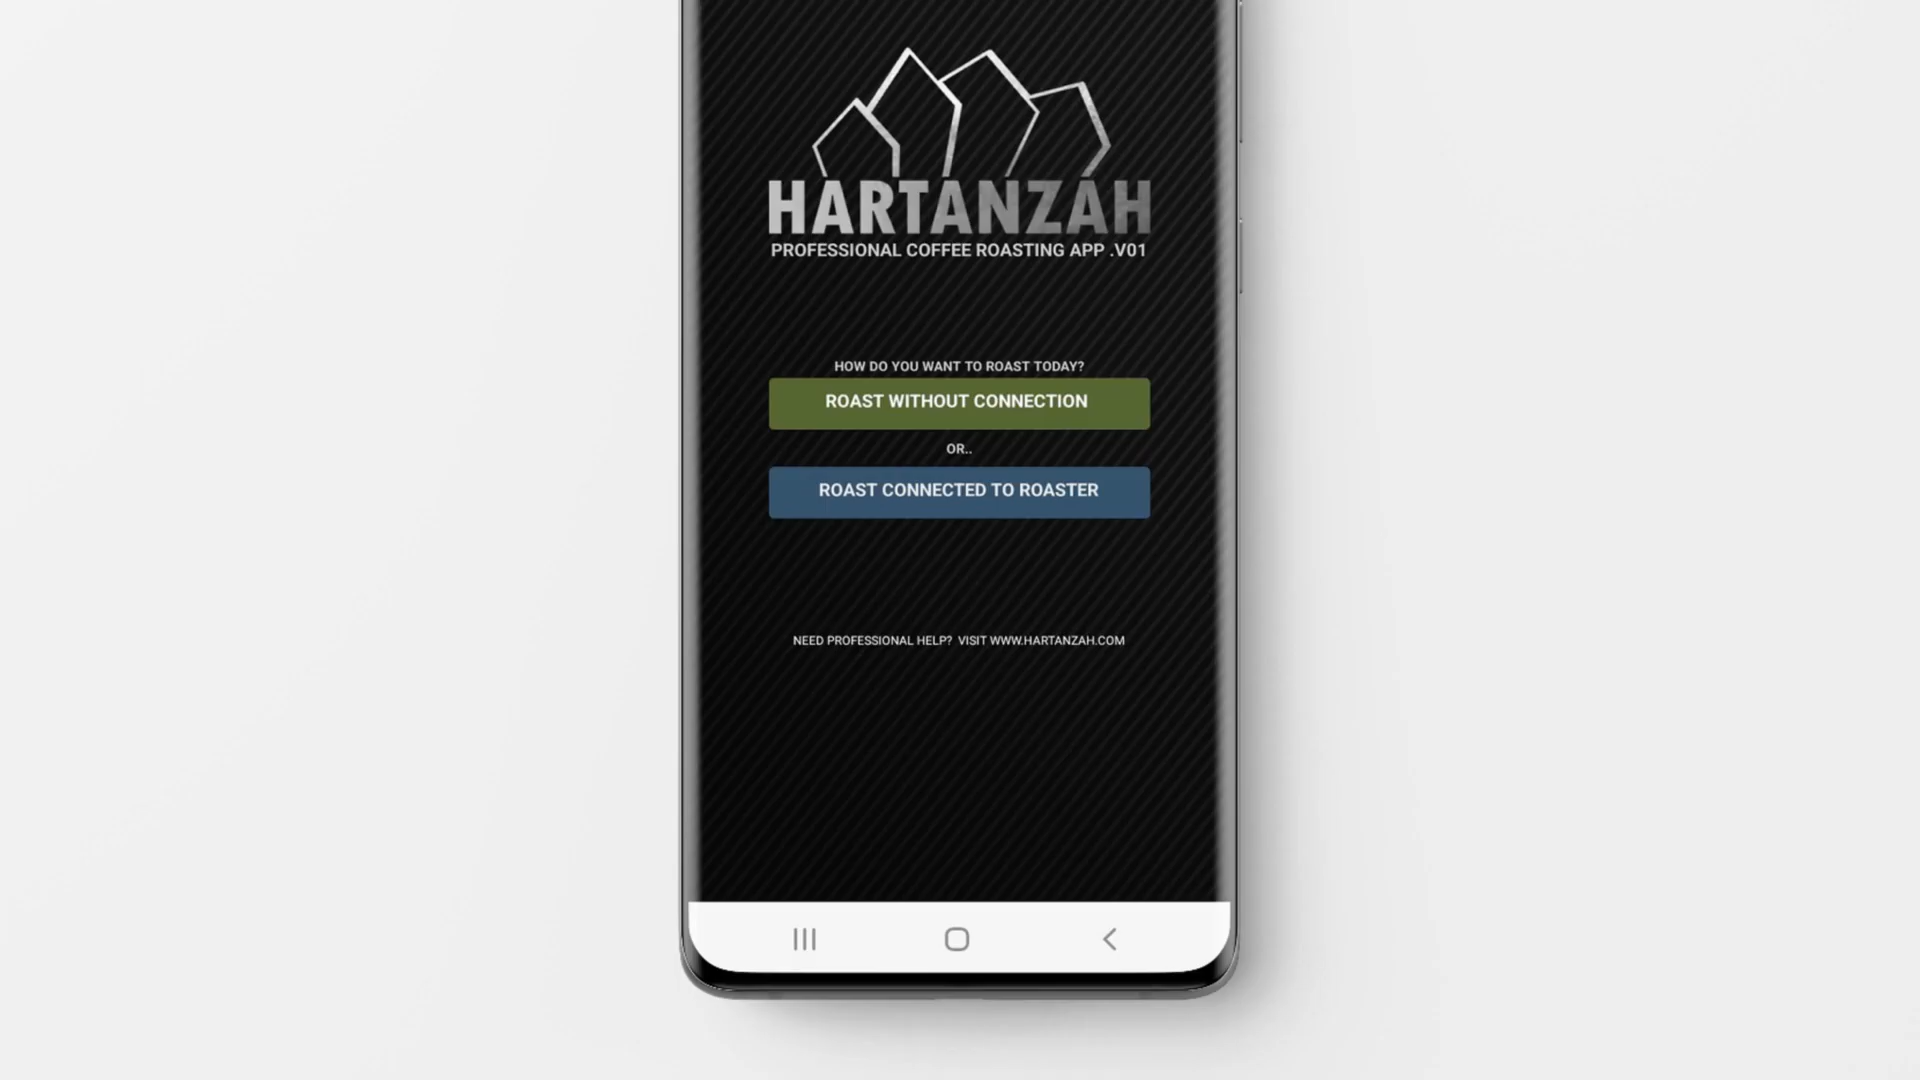 HARTANZAH
PROFESSIONAL COFFEE ROASTING APP .V01
HOW DO YOU WANT TO ROAST TODAY?
ROAST WITHOUT CONNECTION
OR..
ROAST CONNECTED TO ROASTER
NEED PROFESSIONAL HELP? VISIT WWW.HARTANZAH.COM